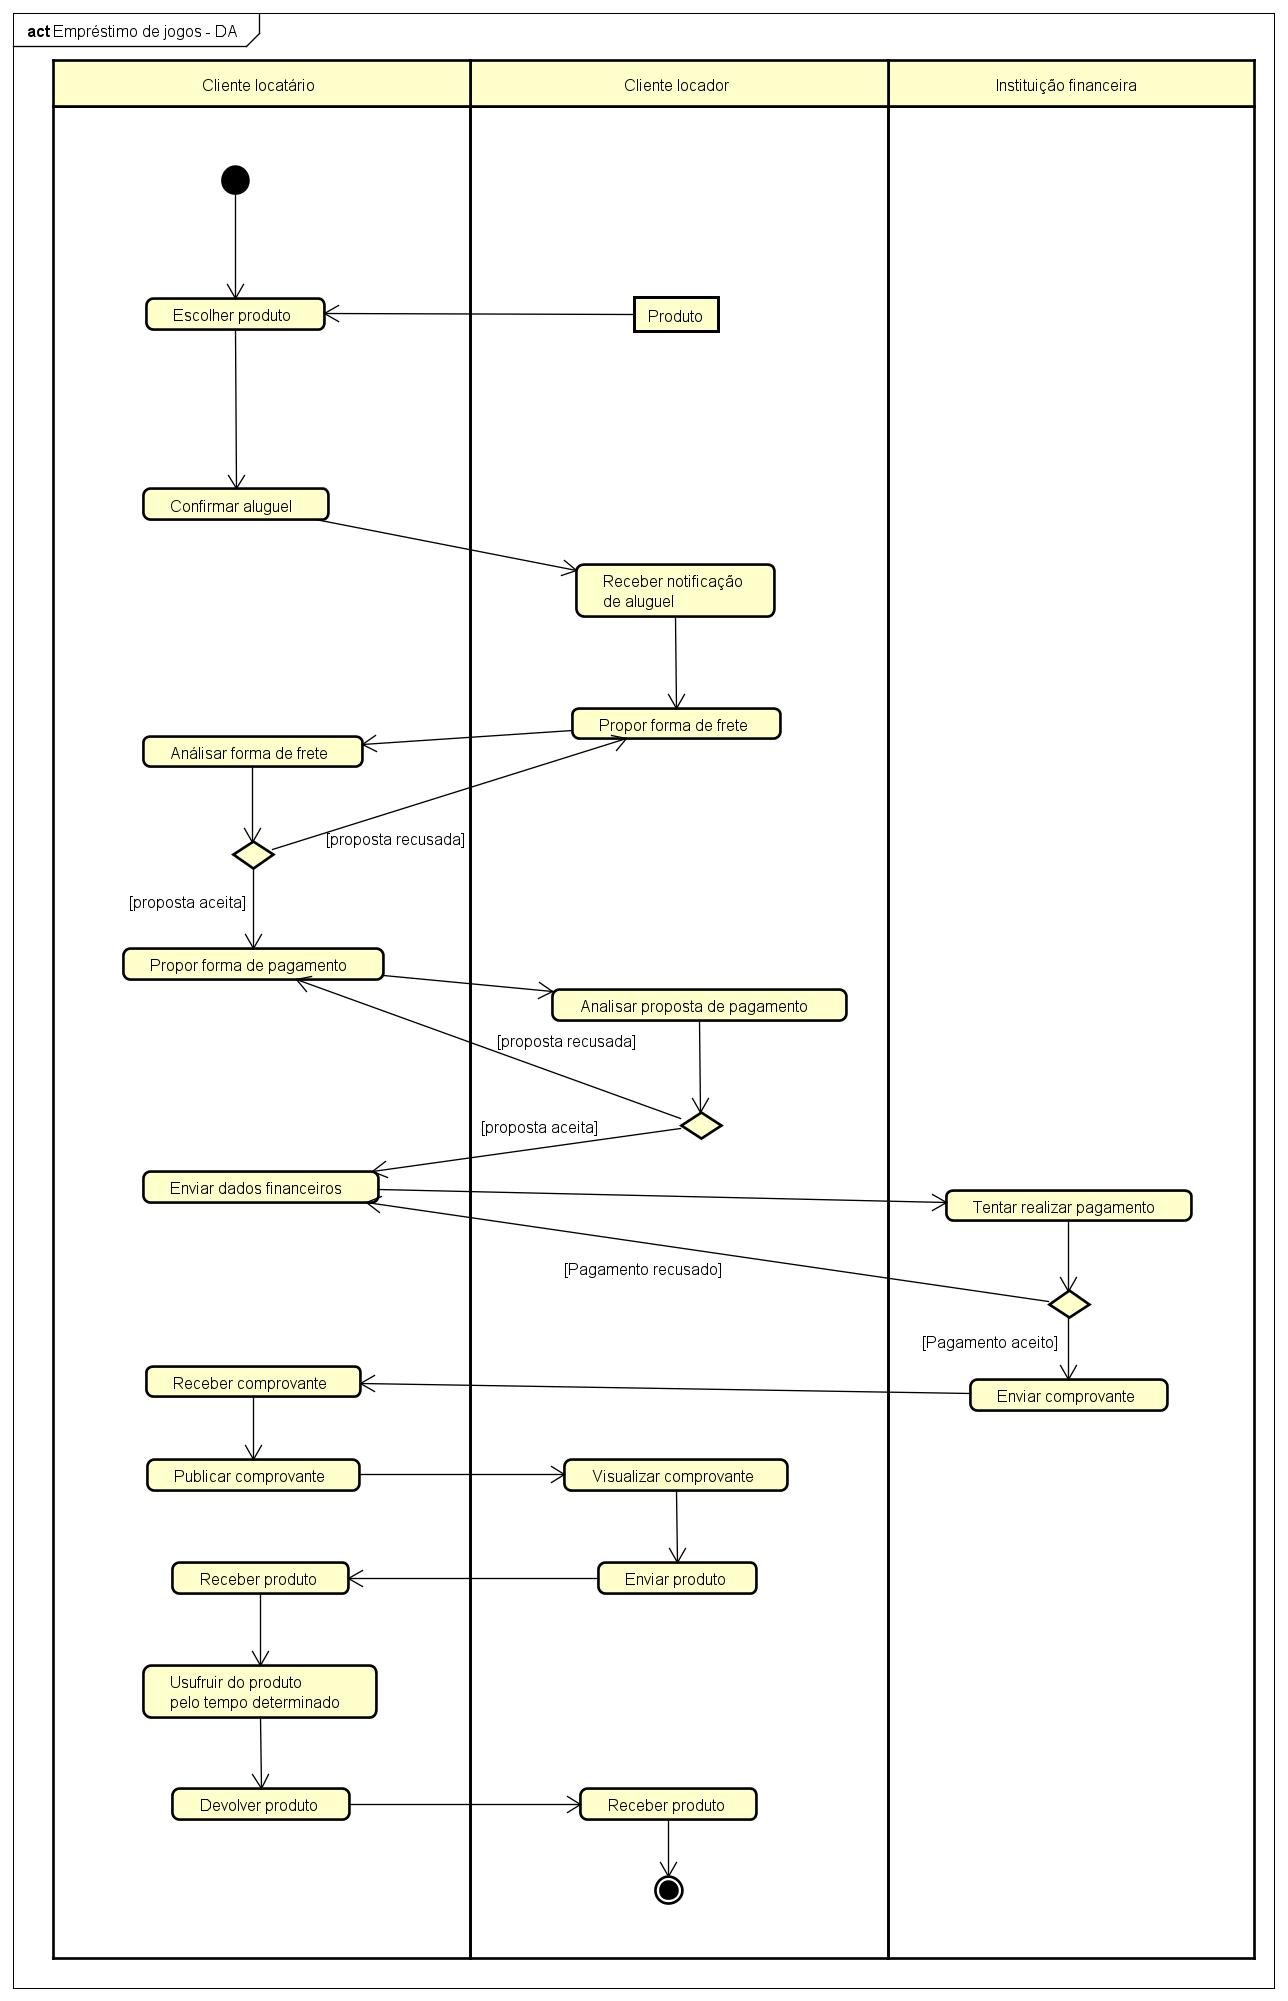 act Empréstimo de jogos - DA
Cliente locatário
Cliente locador
Instituição financeira
Escolher produto
Produto
Confirmar aluguel
Receber notificação
de aluguel
Propor forma de frete
Análisar forma de frete
[proposta recusada]
[proposta aceita]
Propor forma de pagamento
Analisar proposta de pagamento
[proposta recusada]
[proposta aceita]
Enviar dados financeiros
Tentar realizar pagamento
[Pagamento recusado]
[Pagamento aceito]
Receber comprovante
Enviar comprovante
Publicar comprovante
Visualizar comprovante
Receber produto
Enviar produto
Usufruir do produto
pelo tempo determinado
Devolver produto
Receber produto